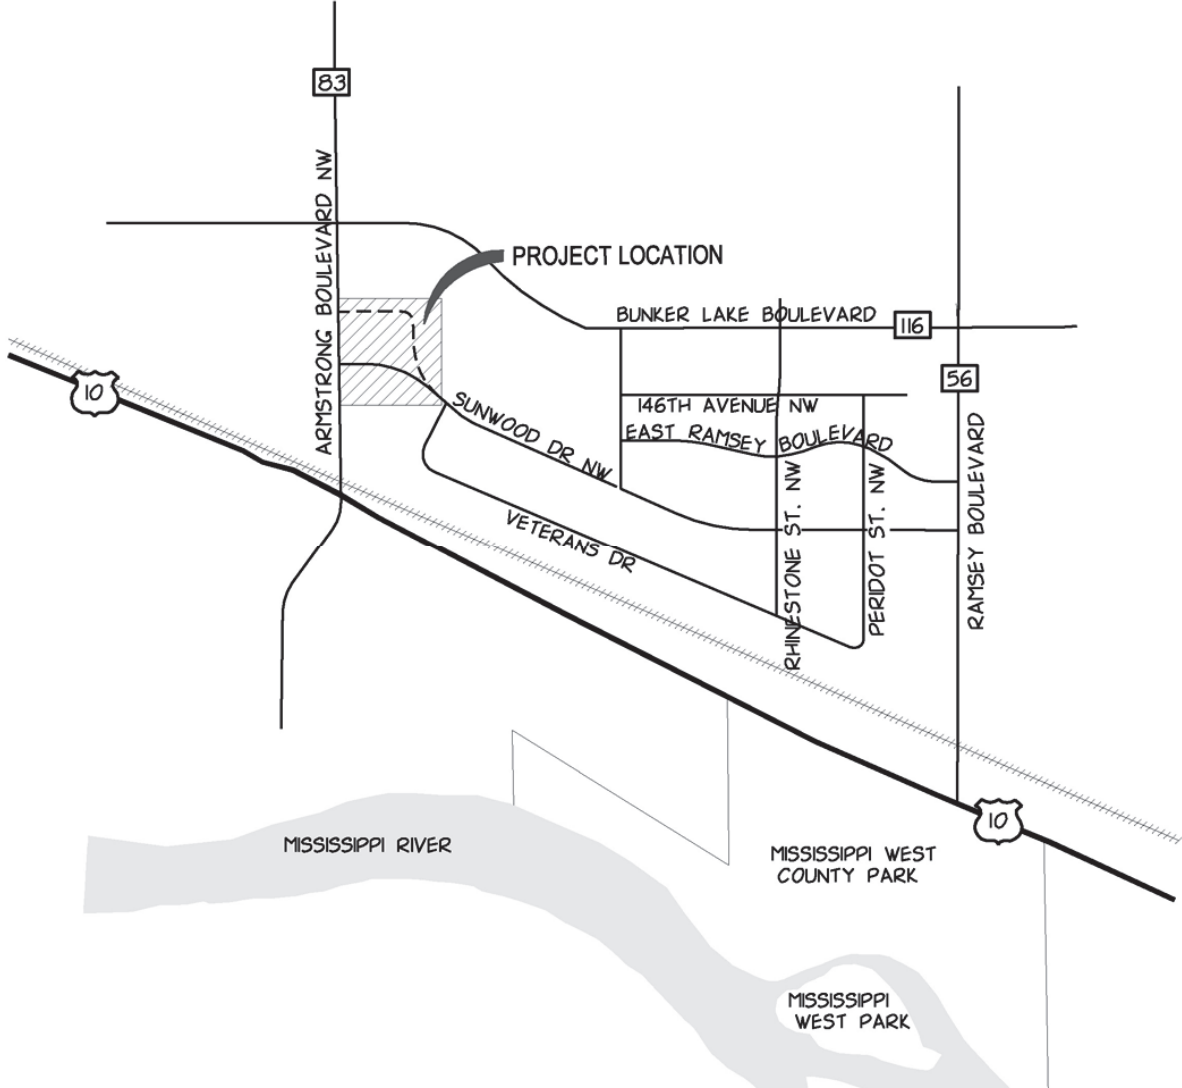 83
ARMSTRONG BOULEVARD NW
PROJECT LOCATION
BUNKER LAKE BOULEVARD
116
10
56
SUNWOOD DR NW
146TH AVENUE NW
EAST RAMSEY BOULEVARD
RHINESTONE ST. NW
PERIDOT ST. NW
RAMSEY BOULEVARD
VETERANS DR
10
MISSISSIPPI RIVER
MISSISSIPPI WEST
COUNTY PARK
MISSISSIPPI
WEST PARK